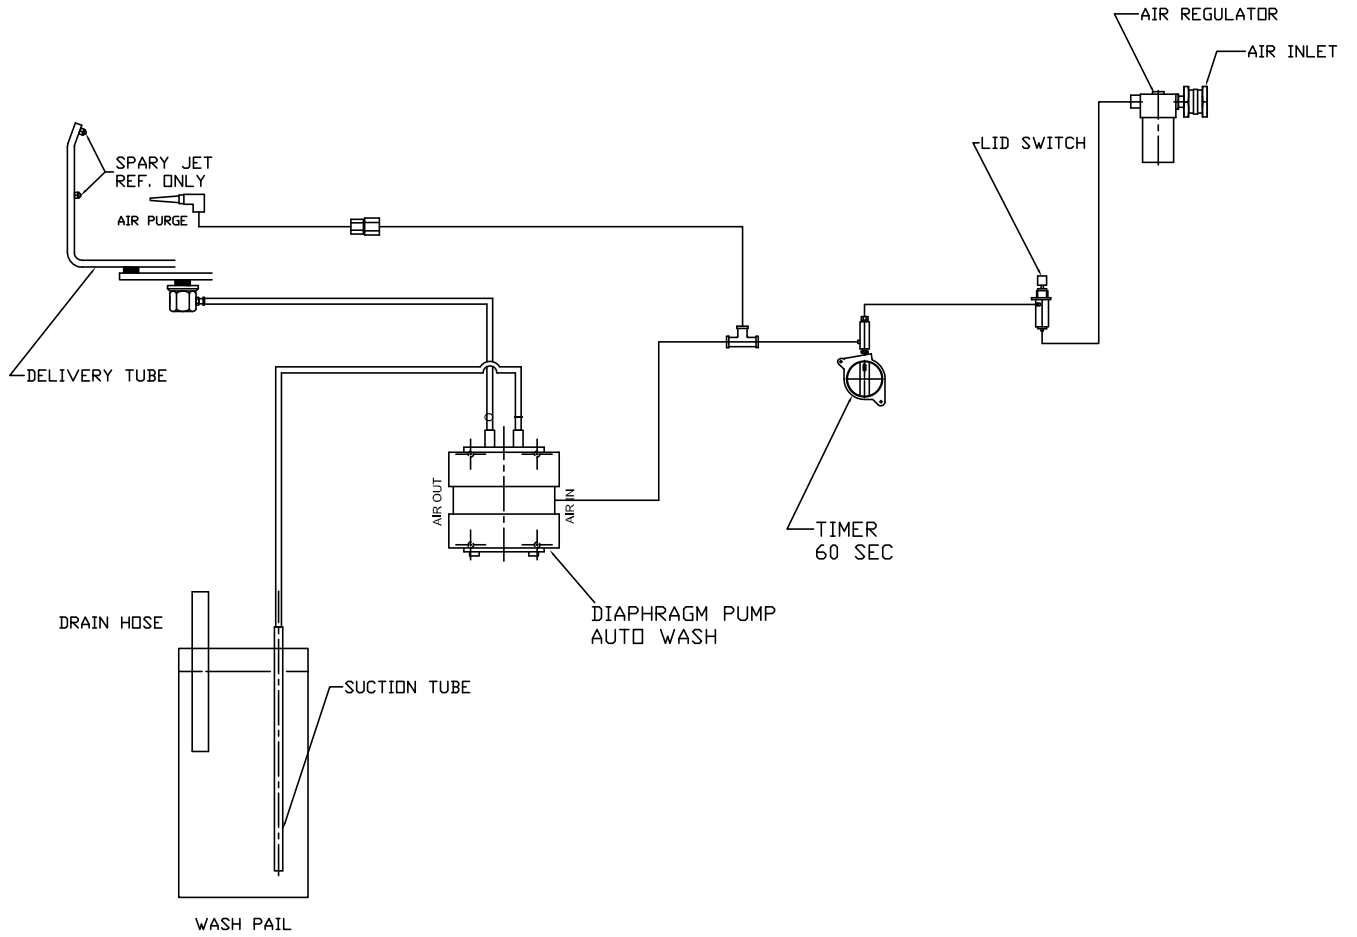 AIR REGULATOR
AIR INLET
LID SWITCH
SPARY JET
REF. ONLY
AIR PURGE
DELIVERY TUBE
AIR OUT
AIR IN
TIMER
60 SEC
DIAPHRAGM PUMP
AUTO WASH
DRAIN HOSE
SUCTION TUBE
WASH PAIL